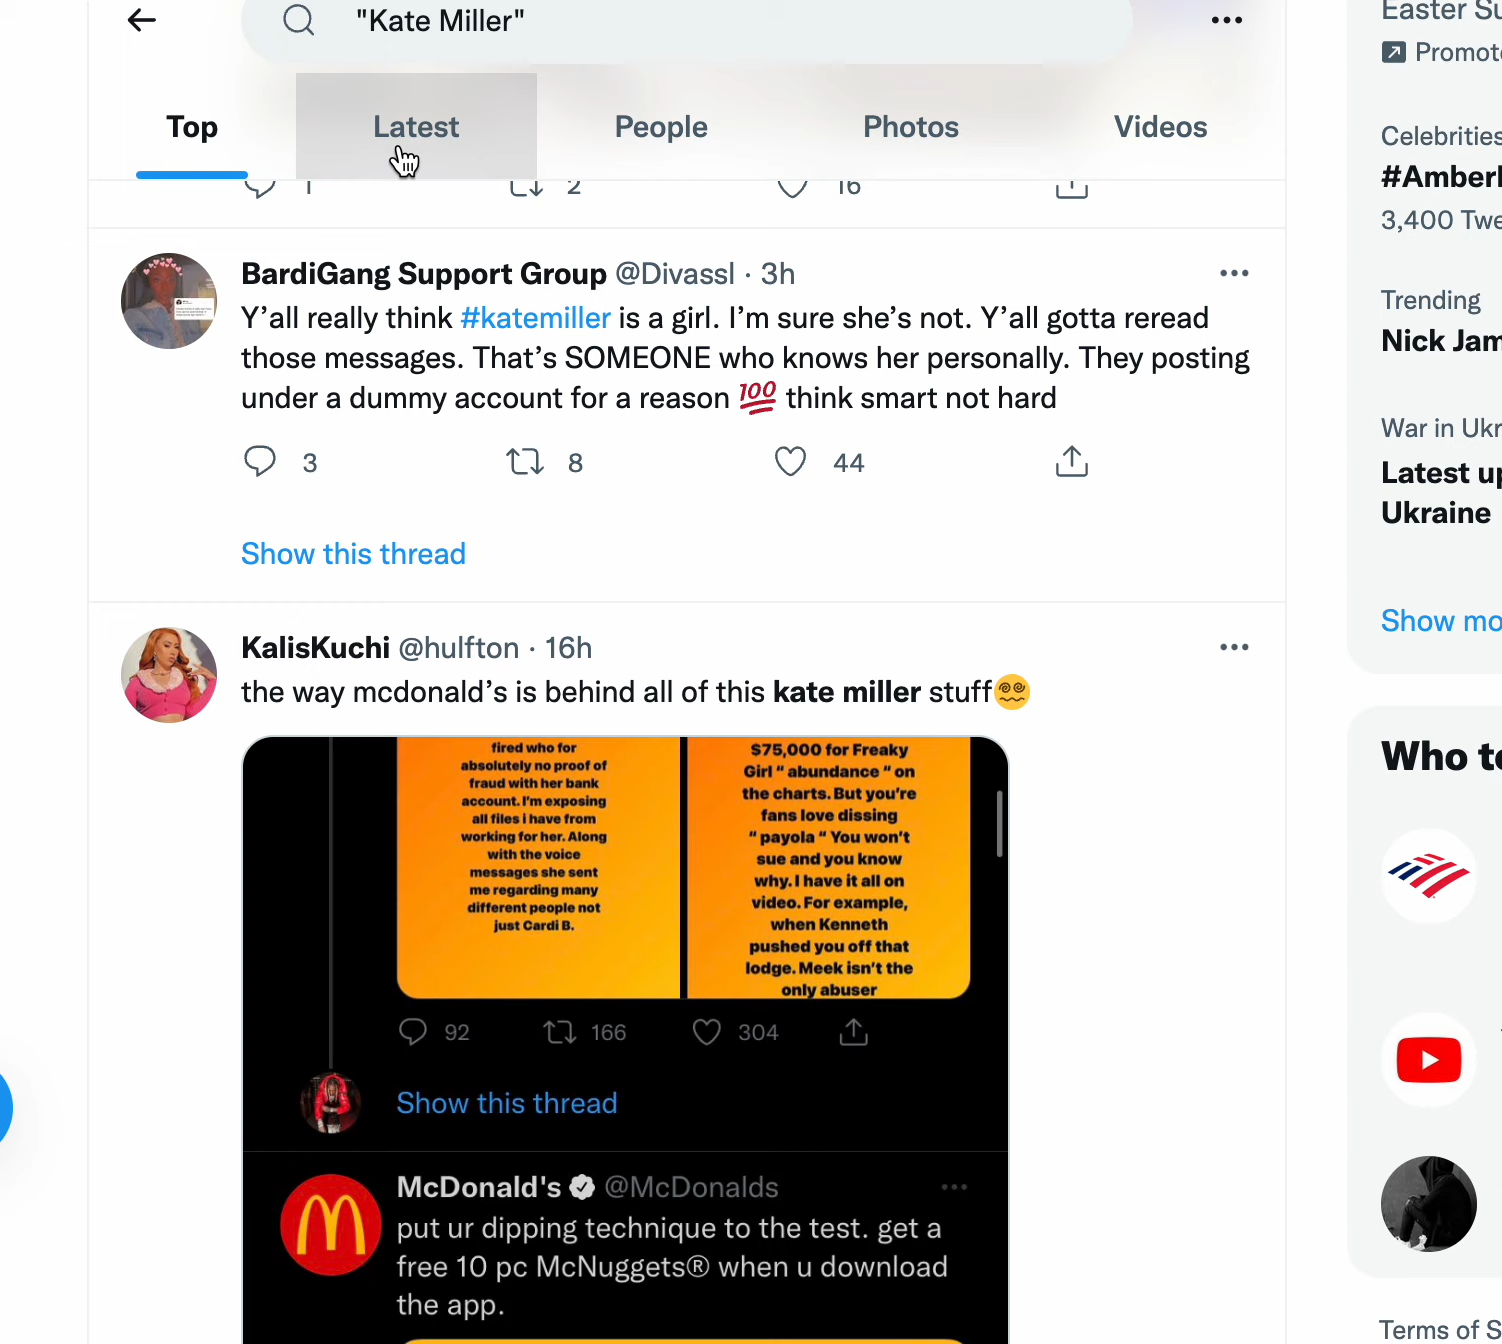 "Kate Miller"
Top
Latest
People
Photos
Videos
1
2
16
BardiGang Support Group @Divassl · 3h
Y'all really think #katemiller is a girl. I'm sure she's not. Y'all gotta reread
those messages. That's SOMEONE who knows her personally. They posting
under a dummy account for a reason 💯 think smart not hard
3
8
44
Show this thread
KalisKuchi @hulfton · 16h
the way mcdonald's is behind all of this kate miller stuff😵‍💫
fired who for
absolutely no proof of
fraud with her bank
account. I'm exposing
all files i have from
working for her. Along
with the voice
messages she sent
me regarding many
different people not
just Cardi B.
$75,000 for Freaky
Girl " abundance " on
the charts. But you're
fans love dissing
" payola " You won't
sue and you know
why. I have it all on
video. For example,
when Kenneth
pushed you off that
lodge. Meek isn't the
only abuser
92
166
304
Show this thread
McDonald's @McDonalds
put ur dipping technique to the test. get a
free 10 pc McNuggets® when u download
the app.
Easter Su
Promote
Celebrities
3,400 Twe
Trending
Nick Jam
War in Ukr
Latest up
Ukraine
Show mo
Who to
Terms of S